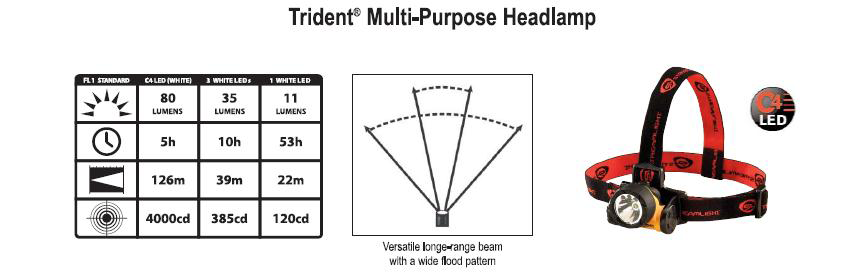 Trident® Multi-Purpose Headlamp
FL1 STANDARD C4 LED (WHITE) 3 WHITE LEDs 1 WHITE LED
80 35 11
LUMENS LUMENS LUMENS
5h 10h 53h
126m 39m 22m
4000cd 385cd 120cd
Versatile longe-range beam
with a wide flood pattern
C4
LED
STREAMLIGHT